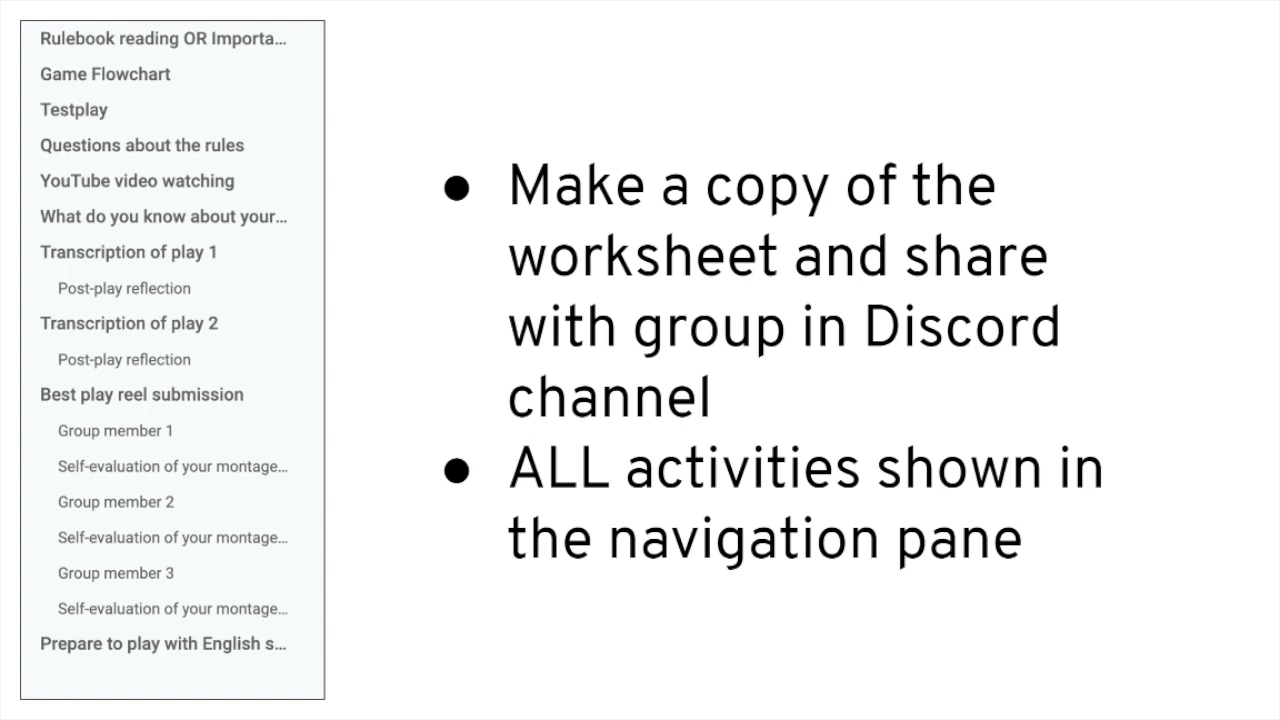 Rulebook reading OR Importa...
Game Flowchart
Testplay
Questions about the rules
YouTube video watching
What do you know about your...
Transcription of play 1
Post-play reflection
Transcription of play 2
Post-play reflection
Best play reel submission
Group member 1
Self-evaluation of your montage...
Group member 2
Self-evaluation of your montage...
Group member 3
Self-evaluation of your montage...
Prepare to play with English s...
● Make a copy of the
worksheet and share
with group in Discord
channel
● ALL activities shown in
the navigation pane